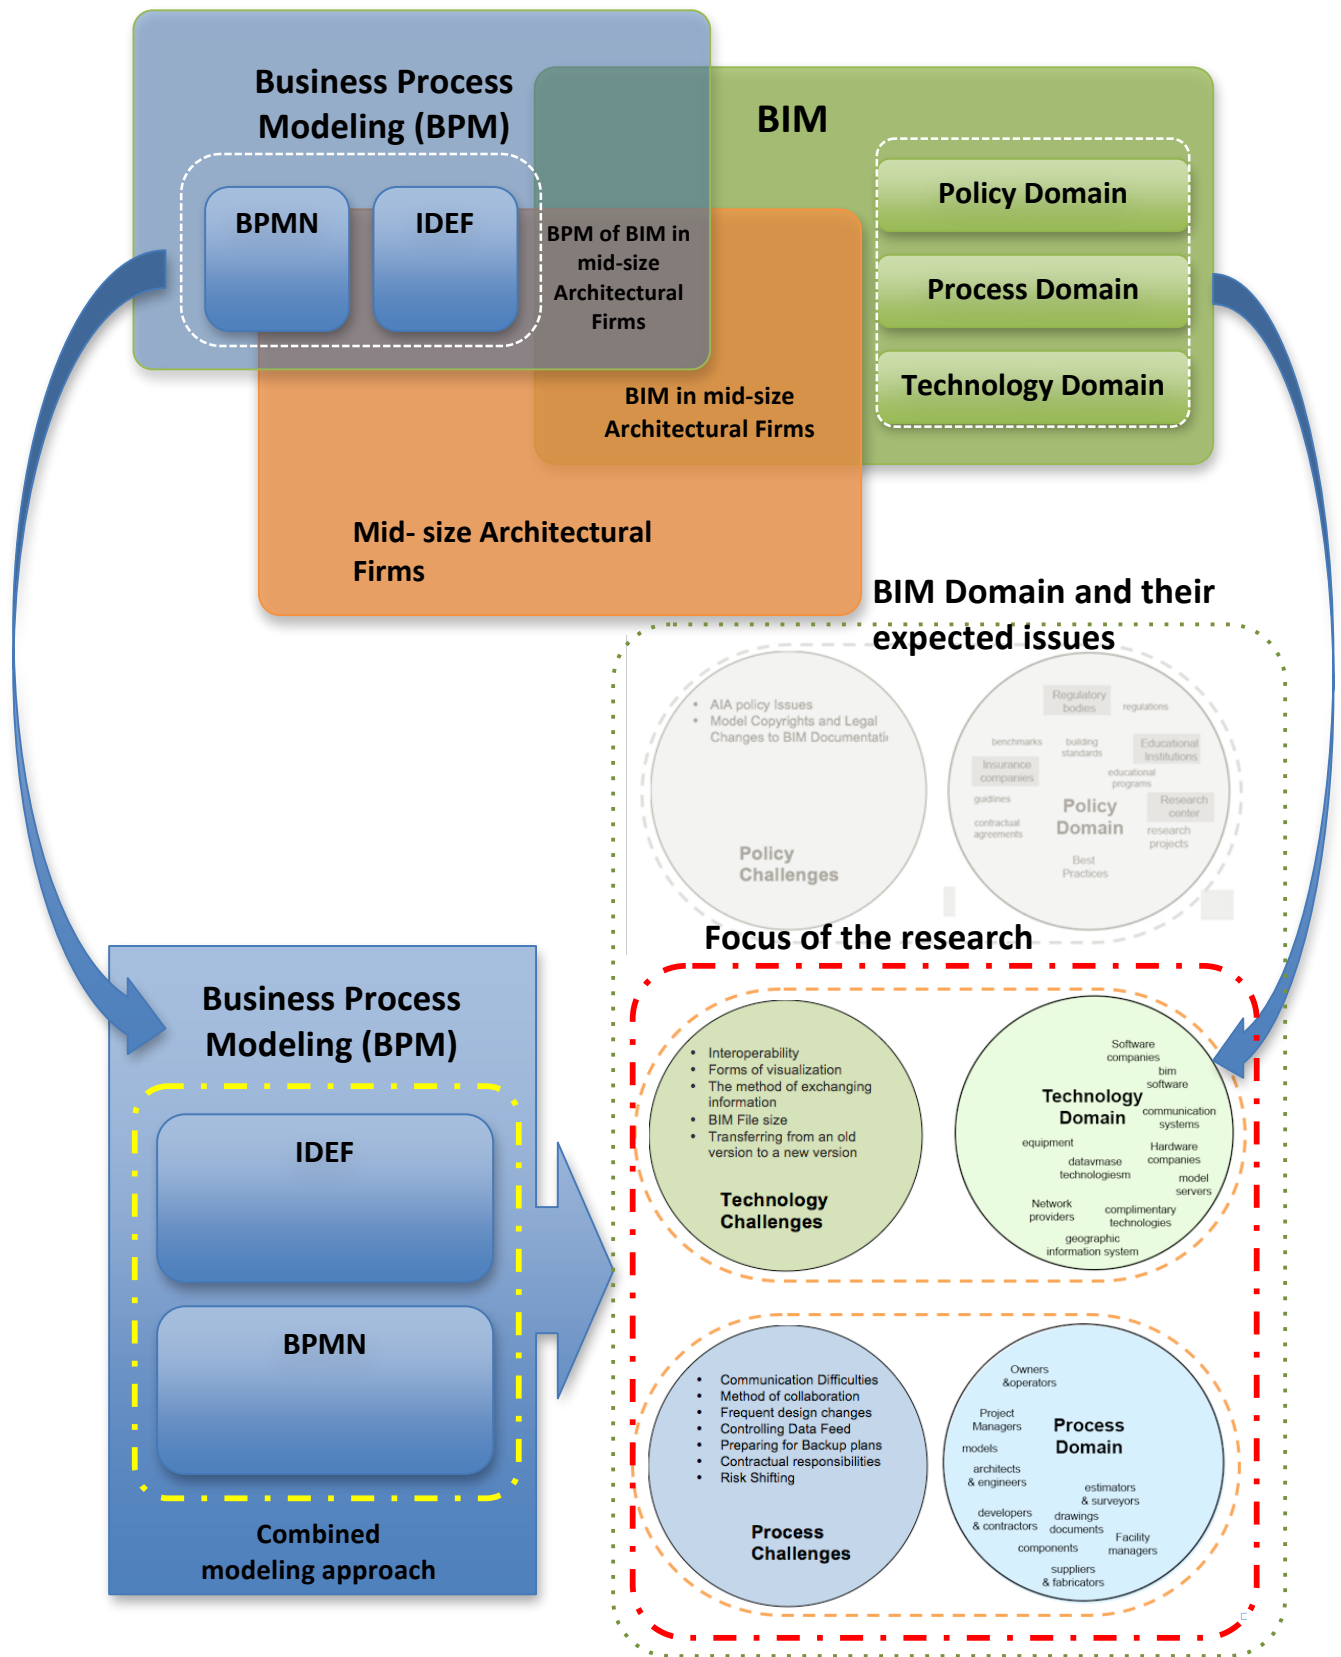 Business Process
Modeling (BPM)
BIM
BPMN
IDEF
Policy Domain
Process Domain
Technology Domain
BPM of BIM in
mid-size
Architectural
Firms
BIM in mid-size
Architectural Firms
Mid- size Architectural
Firms
BIM Domain and their
expected issues
• AIA policy Issues
• Model Copyrights and Legal
Changes to BIM Documentati
Policy
Challenges
Regulatory
bodies
regulations
benchmarks
building
standards
Educational
Institutions
Insurance
companies
educational
programs
guidlines
Policy
Domain
Research
center
contractual
agreements
research
projects
Best
Practices
Focus of the research
Business Process
Modeling (BPM)
IDEF
BPMN
Combined
modeling approach
• Interoperability
• Forms of visualization
• The method of exchanging
information
• BIM File size
• Transferring from an old
version to a new version
Technology
Challenges
Software
companies
bim
software
Technology
Domain
communication
systems
equipment
Hardware
companies
datavmase
technologiesm
model
servers
Network
providers
complimentary
technologies
geographic
information system
• Communication Difficulties
• Method of collaboration
• Frequent design changes
• Controlling Data Feed
• Preparing for Backup plans
• Contractual responsibilities
• Risk Shifting
Process
Challenges
Owners
&operators
Project
Managers
Process
Domain
models
architects
& engineers
estimators
& surveyors
developers
& contractors
drawings
documents
components
Facility
managers
suppliers
& fabricators